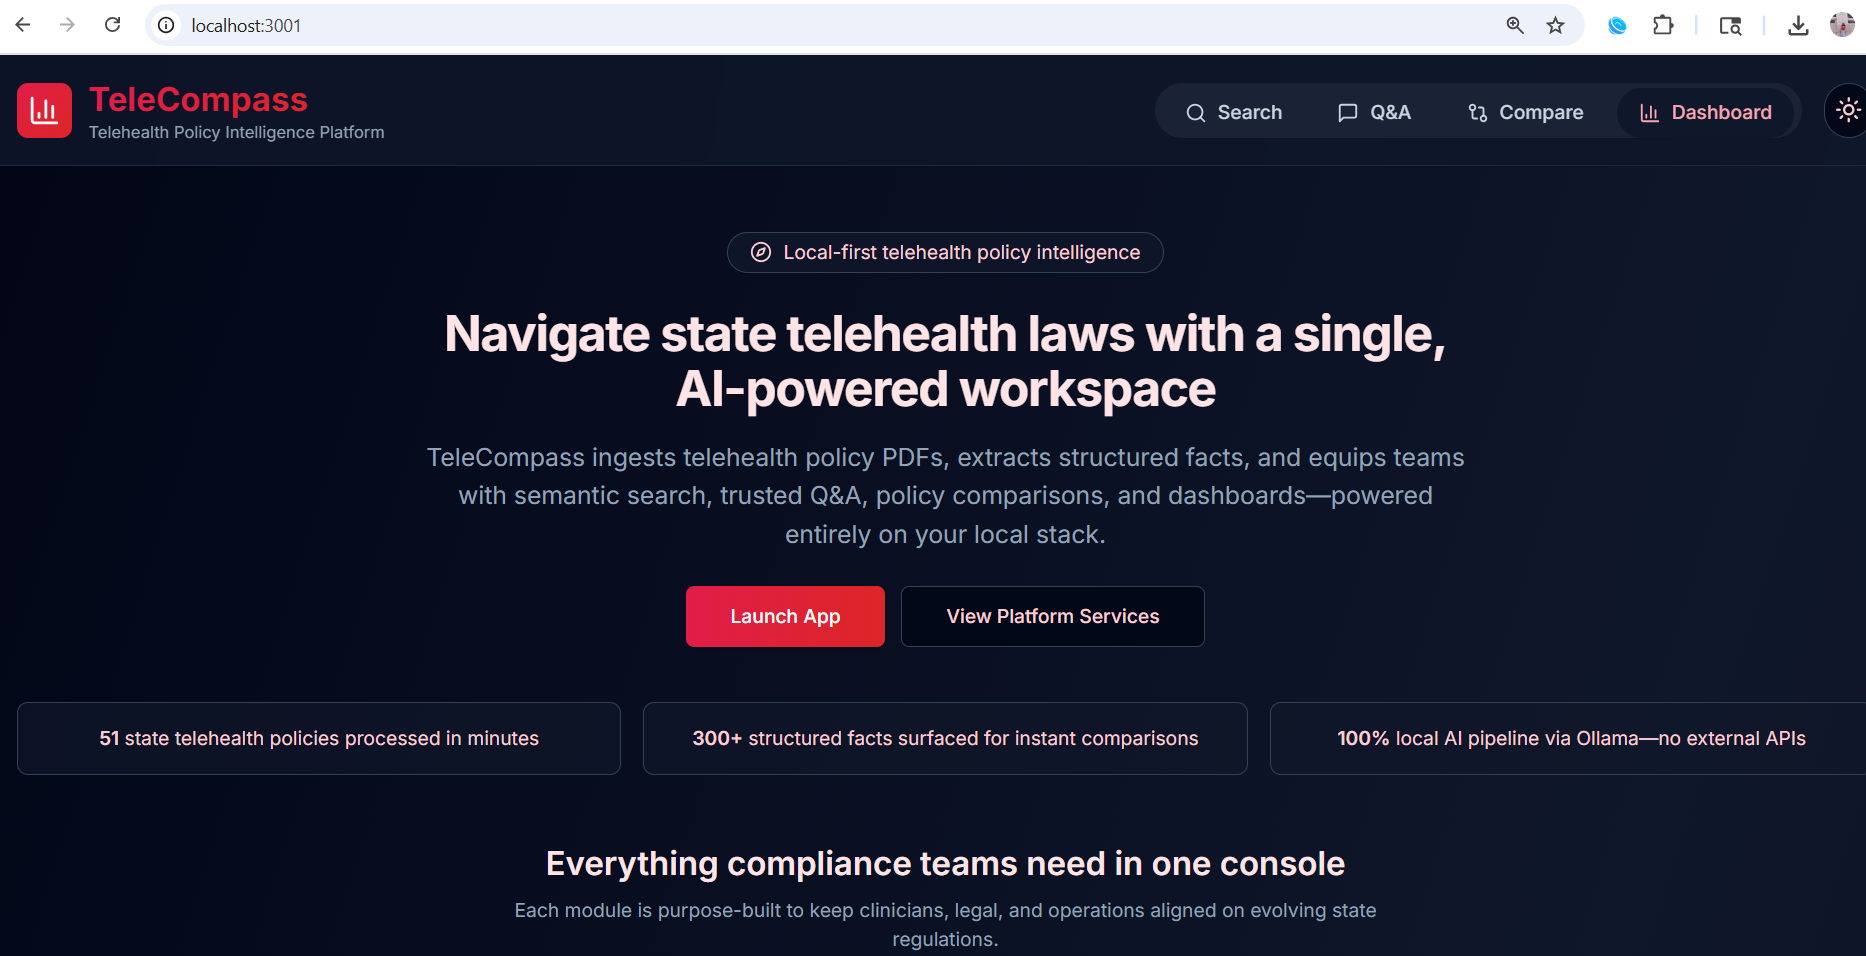 localhost:3001
TeleCompass
Telehealth Policy Intelligence Platform
Search
Q&A
Compare
Dashboard
Local-first telehealth policy intelligence
Navigate state telehealth laws with a single,
AI-powered workspace
TeleCompass ingests telehealth policy PDFs, extracts structured facts, and equips teams
with semantic search, trusted Q&A, policy comparisons, and dashboards—powered
entirely on your local stack.
Launch App
View Platform Services
51 state telehealth policies processed in minutes
300+ structured facts surfaced for instant comparisons
100% local AI pipeline via Ollama—no external APIs
Everything compliance teams need in one console
Each module is purpose-built to keep clinicians, legal, and operations aligned on evolving state
regulations.